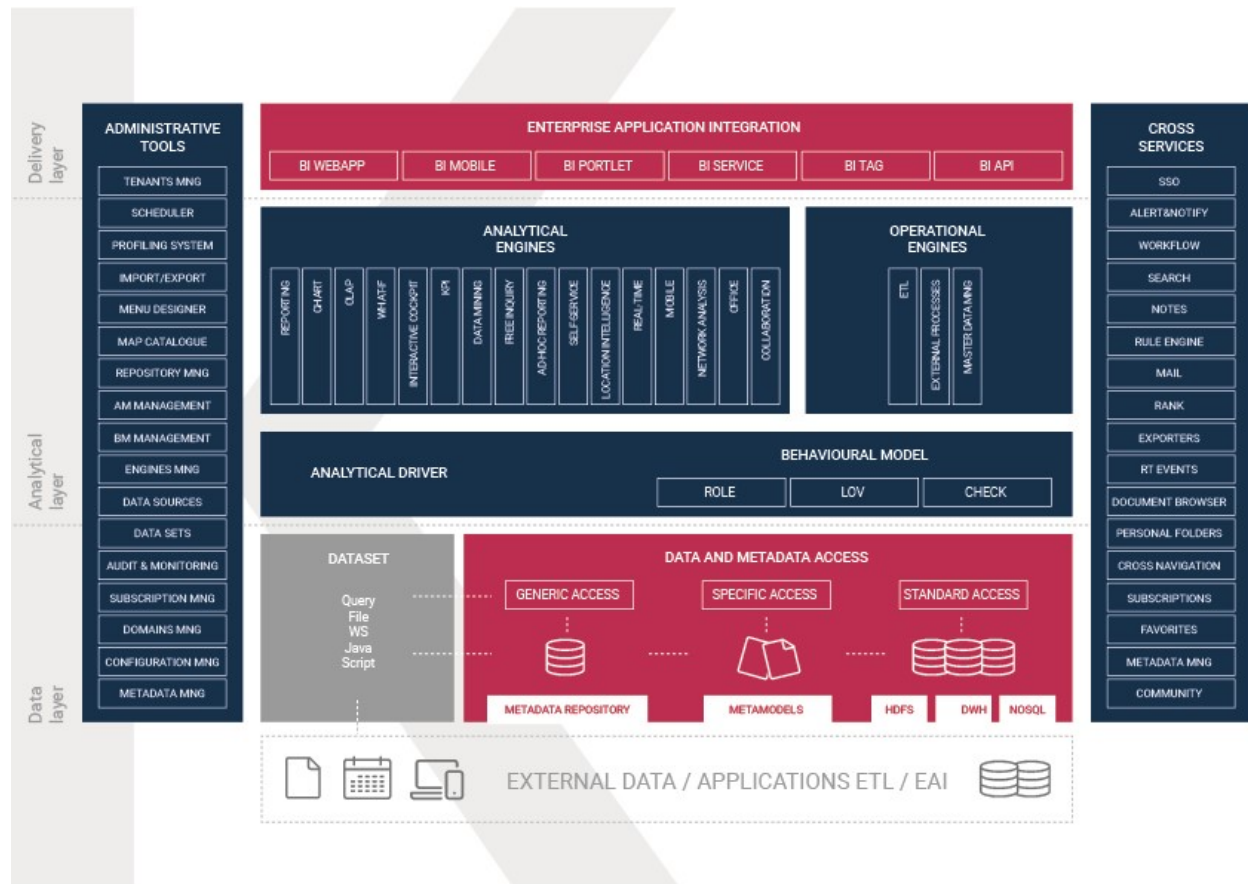 Delivery
layer
Analytical
layer
Data
layer
ADMINISTRATIVE
TOOLS
TENANTS MNG
SCHEDULER
PROFILING SYSTEM
IMPORT/EXPORT
MENU DESIGNER
MAP CATALOGUE
REPOSITORY MNG
AM MANAGEMENT
BM MANAGEMENT
ENGINES MNG
DATA SOURCES
DATA SETS
AUDIT & MONITORING
SUBSCRIPTION MNG
DOMAINS MNG
CONFIGURATION MNG
METADATA MNG
ENTERPRISE APPLICATION INTEGRATION
BI WEBAPP
BI MOBILE
BI PORTLET
BI SERVICE
BI TAG
BI API
ANALYTICAL
ENGINES
REPORTING
CHART
OLAP
WHAT-F
INTERACTIVE COCKPIT
KPI
DATA MINING
FREE INQUIRY
AD-HOC REPORTING
SELF-SERVICE
LOCATION INTELLIGENCE
REAL-TIME
MOBILE
NETWORK ANALYSIS
OFFICE
COLLABORATION
OPERATIONAL
ENGINES
ETL
EXTERNAL PROCESSES
MASTER DATA MNG
ANALYTICAL DRIVER
BEHAVIOURAL MODEL
ROLE
LOV
CHECK
DATASET
Query
File
WS
Java
Script
DATA AND METADATA ACCESS
GENERIC ACCESS
SPECIFIC ACCESS
STANDARD ACCESS
METADATA REPOSITORY
METAMODELS
HDFS
DWH
NOSQL
EXTERNAL DATA / APPLICATIONS ETL / EAI
CROSS
SERVICES
SSO
ALERT&NOTIFY
WORKFLOW
SEARCH
NOTES
RULE ENGINE
MAIL
RANK
EXPORTERS
RT EVENTS
DOCUMENT BROWSER
PERSONAL FOLDERS
CROSS NAVIGATION
SUBSCRIPTIONS
FAVORITES
METADATA MNG
COMMUNITY